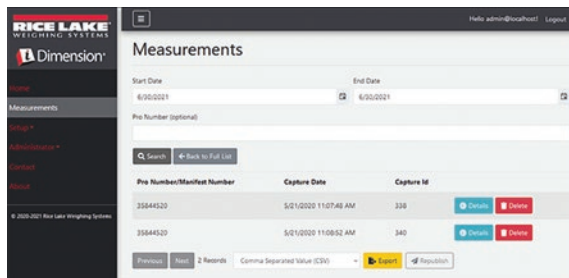 RICE LAKE
WEIGHING SYSTEMS
Dimension
Hello admin@localhost! Logout
Home
Measurements
Setup
Administrator
Contact
About
© 2020-2021 Rice Lake Weighing Systems
Measurements
Start Date End Date
6/30/2021 6/30/2021
Pro Number (optional)
Search Back to Full List
Pro Number/Manifest Number Capture Date Capture Id
35844520 5/21/2020 11:07:48 AM 338 Details Delete
35844520 5/21/2020 11:08:52 AM 340 Details Delete
Previous Next 2 Records Comma Separated Value (CSV) Export Republish